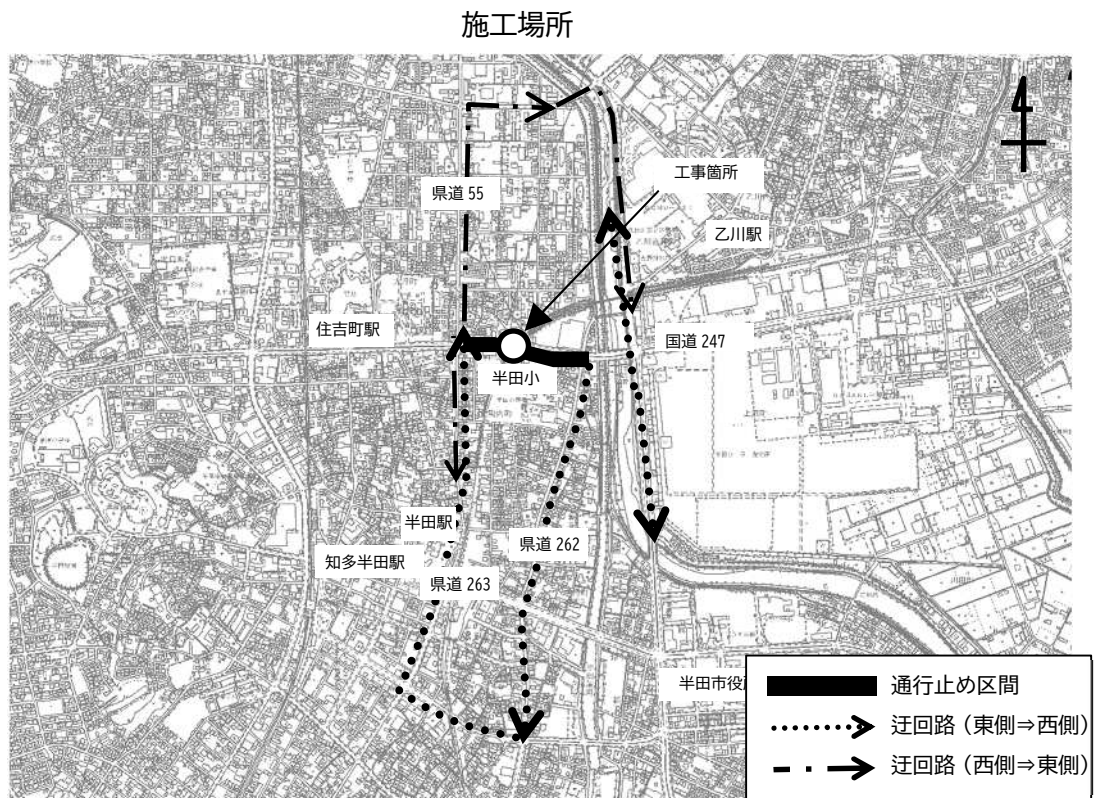 施工場所
工事箇所
県道 55
乙川駅
住吉町駅
国道 247
半田小
半田駅
県道 262
知多半田駅
県道 263
半田市役
通行止め区間
迂回路（東側⇒西側）
迂回路（西側⇒東側）